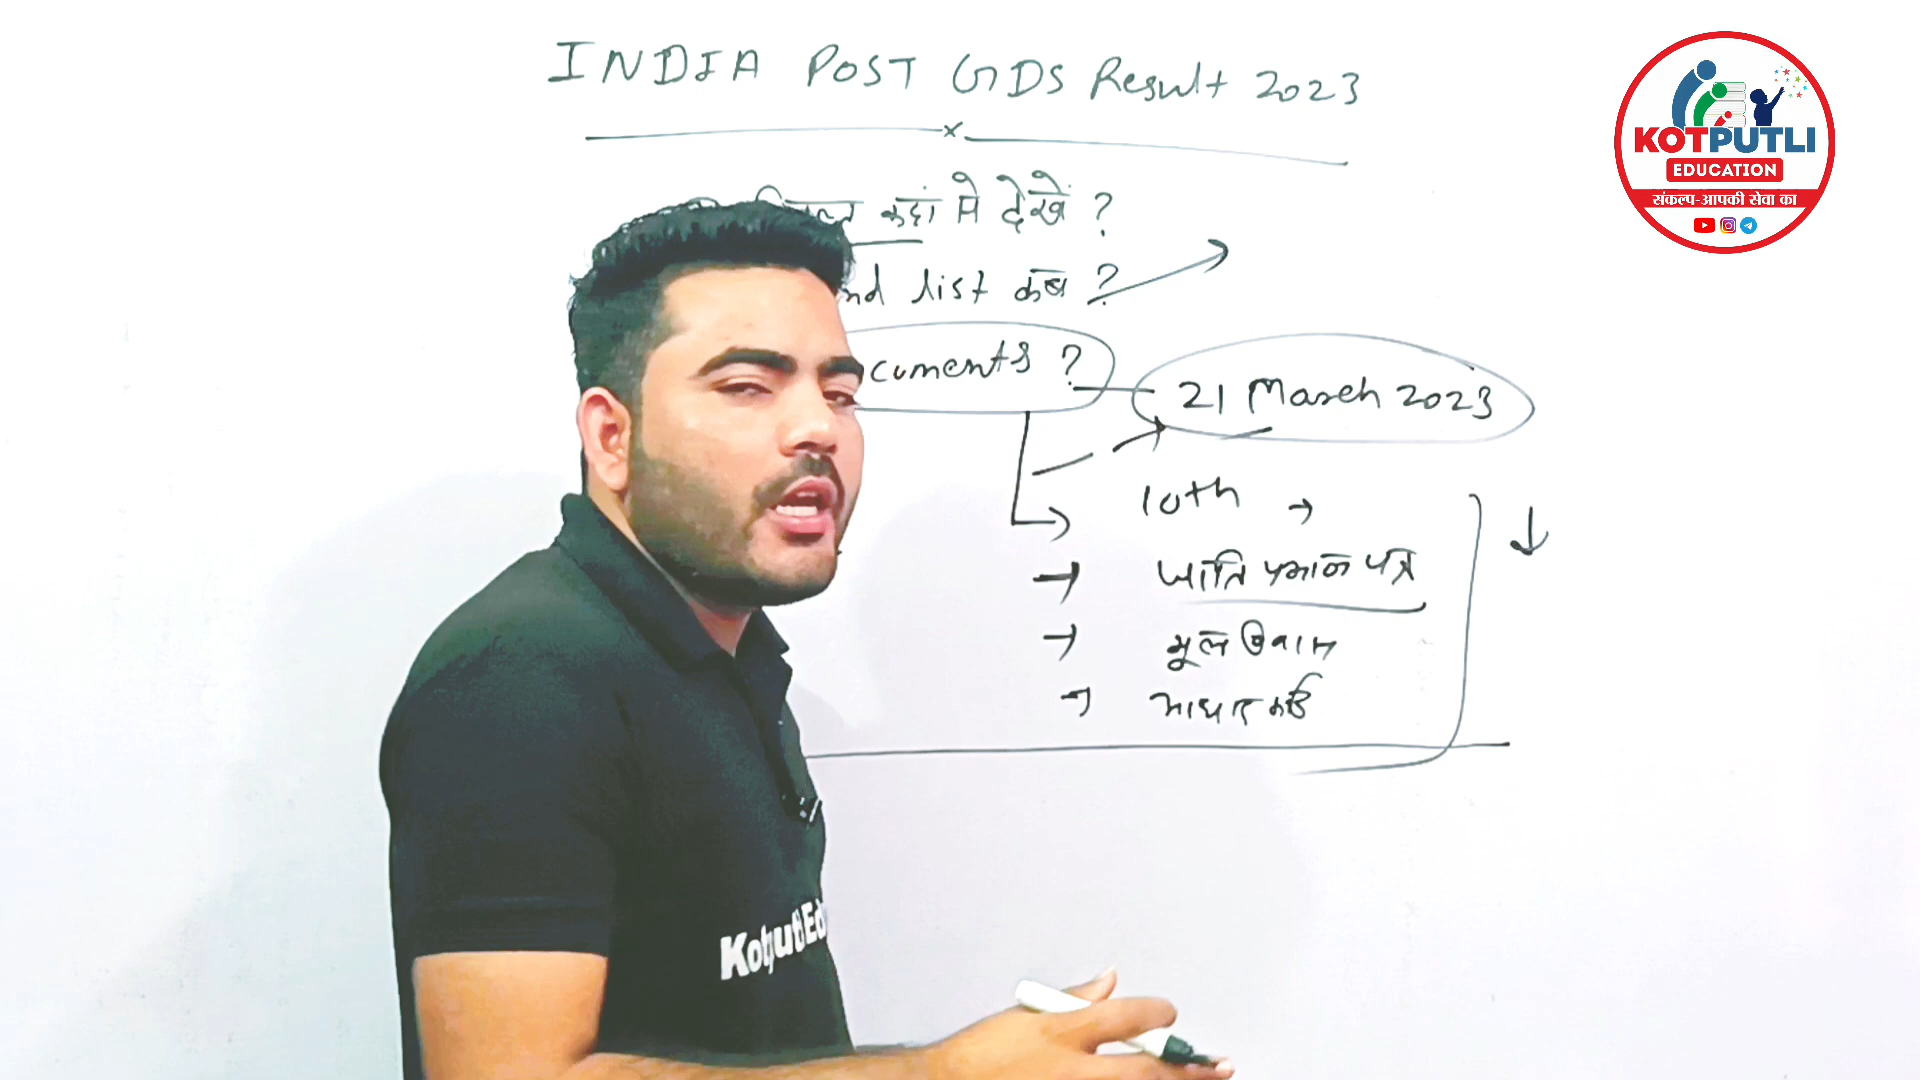 INDIA POST GDS Result 2023
कहां से देखें ?
nd list कब ?
cuments ?
21 March 2023
10th
जाति प्रमाण पत्र
मूल निवास
आधार कार्ड
KOTPUTLI
EDUCATION
संकल्प-आपकी सेवा का